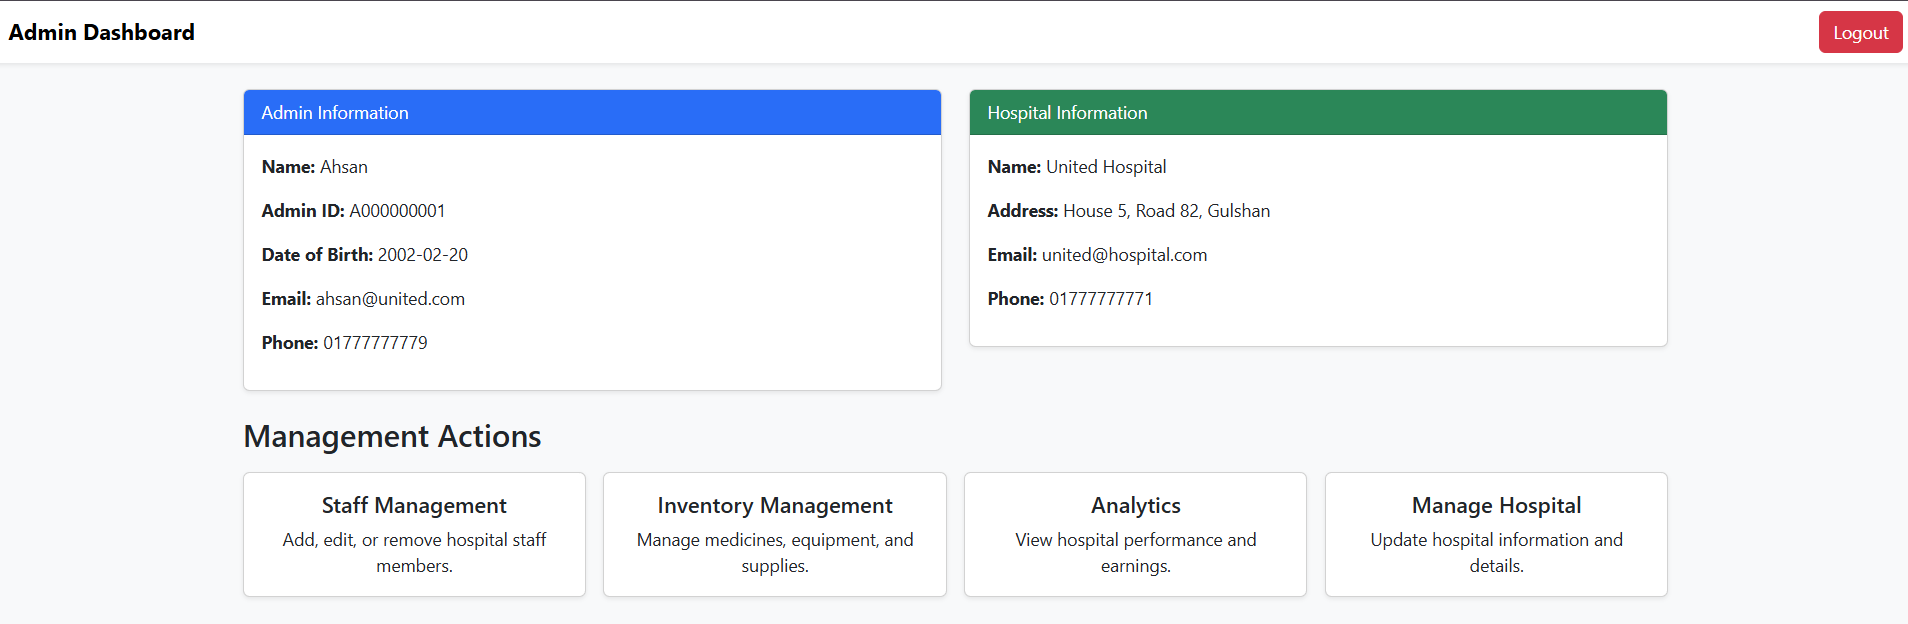 Admin Dashboard
Logout
Admin Information
Name: Ahsan
Admin ID: A000000001
Date of Birth: 2002-02-20
Email: ahsan@united.com
Phone: 01777777779
Hospital Information
Name: United Hospital
Address: House 5, Road 82, Gulshan
Email: united@hospital.com
Phone: 01777777771
Management Actions
Staff Management
Add, edit, or remove hospital staff
members.
Inventory Management
Manage medicines, equipment, and
supplies.
Analytics
View hospital performance and
earnings.
Manage Hospital
Update hospital information and
details.